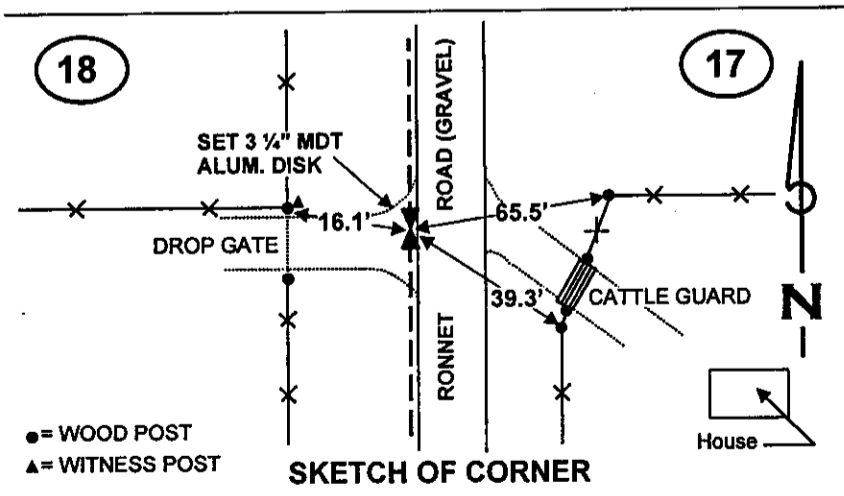 18
17
SET 3 ¼" MDT
ALUM. DISK
ROAD (GRAVEL)
65.5'
16.1'
DROP GATE
39.3'
CATTLE GUARD
N
RONNET
House
●= WOOD POST
▲= WITNESS POST
SKETCH OF CORNER